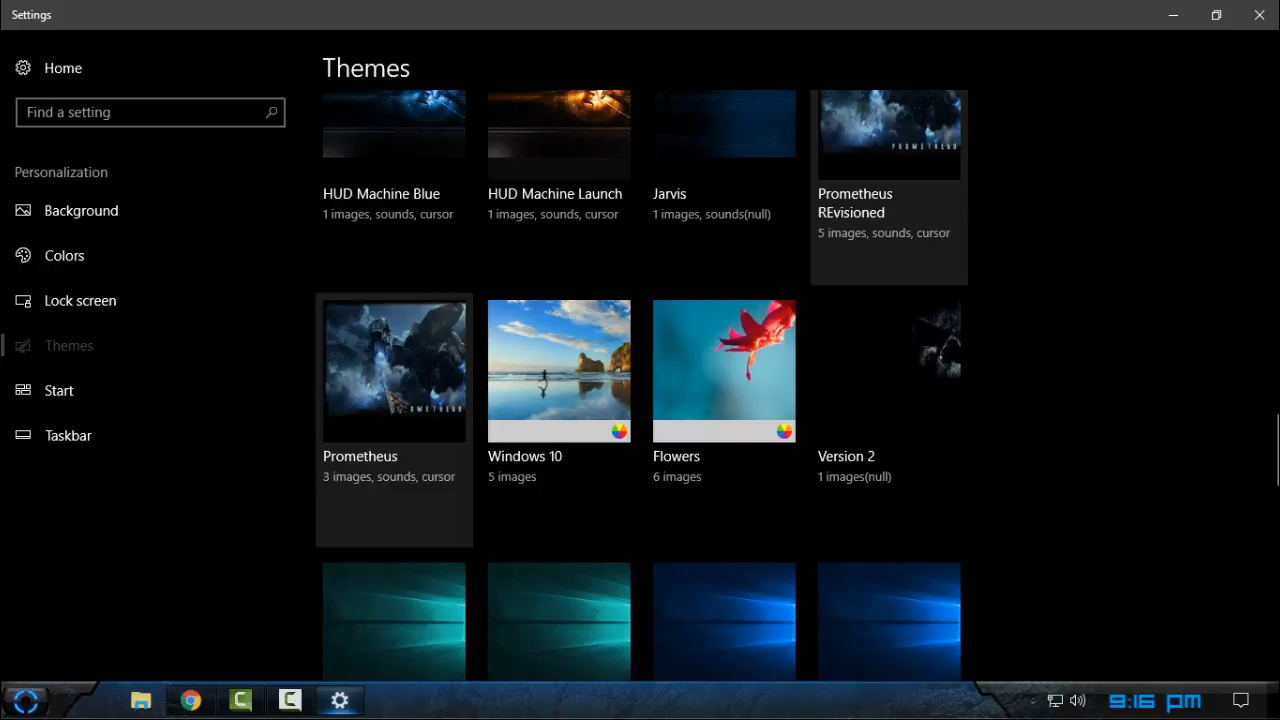 Settings
Home
Find a setting
Personalization
Background
Colors
Lock screen
Themes
Start
Taskbar
Themes
HUD Machine Blue
1 images, sounds, cursor
HUD Machine Launch
1 images, sounds, cursor
Jarvis
1 images, sounds(null)
PROMETHEUS
Prometheus
REvisioned
5 images, sounds, cursor
OMETHEUS
Prometheus
3 images, sounds, cursor
Windows 10
5 images
Flowers
6 images
Version 2
1 images(null)
9:16 pm